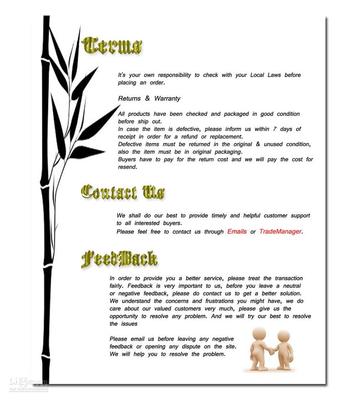 Terms
It's your own responsibility to check with your Local Laws before
placing an order.
Returns & Warranty
All products have been checked and packaged in good condition
before ship out.
In case the item is defective, please inform us within 7 days of
receipt in order for a refund or replacement.
Defective items must be returned in the original & unused condition,
also the item must be in original packaging.
Buyers have to pay for the return cost and we will pay the cost for
resend.
Contact Us
We shall do our best to provide timely and helpful customer support
to all interested buyers.
Please feel free to contact us through Emails or TradeManager.
FeedBack
In order to provide you a better service, please treat the transaction
fairly. Feedback is very important to us, before you leave a neutral
or negative feedback, please do contact us to get a better solution.
We understand the concerns and frustrations you might have, we do
care about our valued customers very much, please give us the
opportunity to resolve any problem. And we will try our best to resolve
the issues
Please email us before leaving any negative
feedback or opening any dispute on the site.
We will help you to resolve the problem.